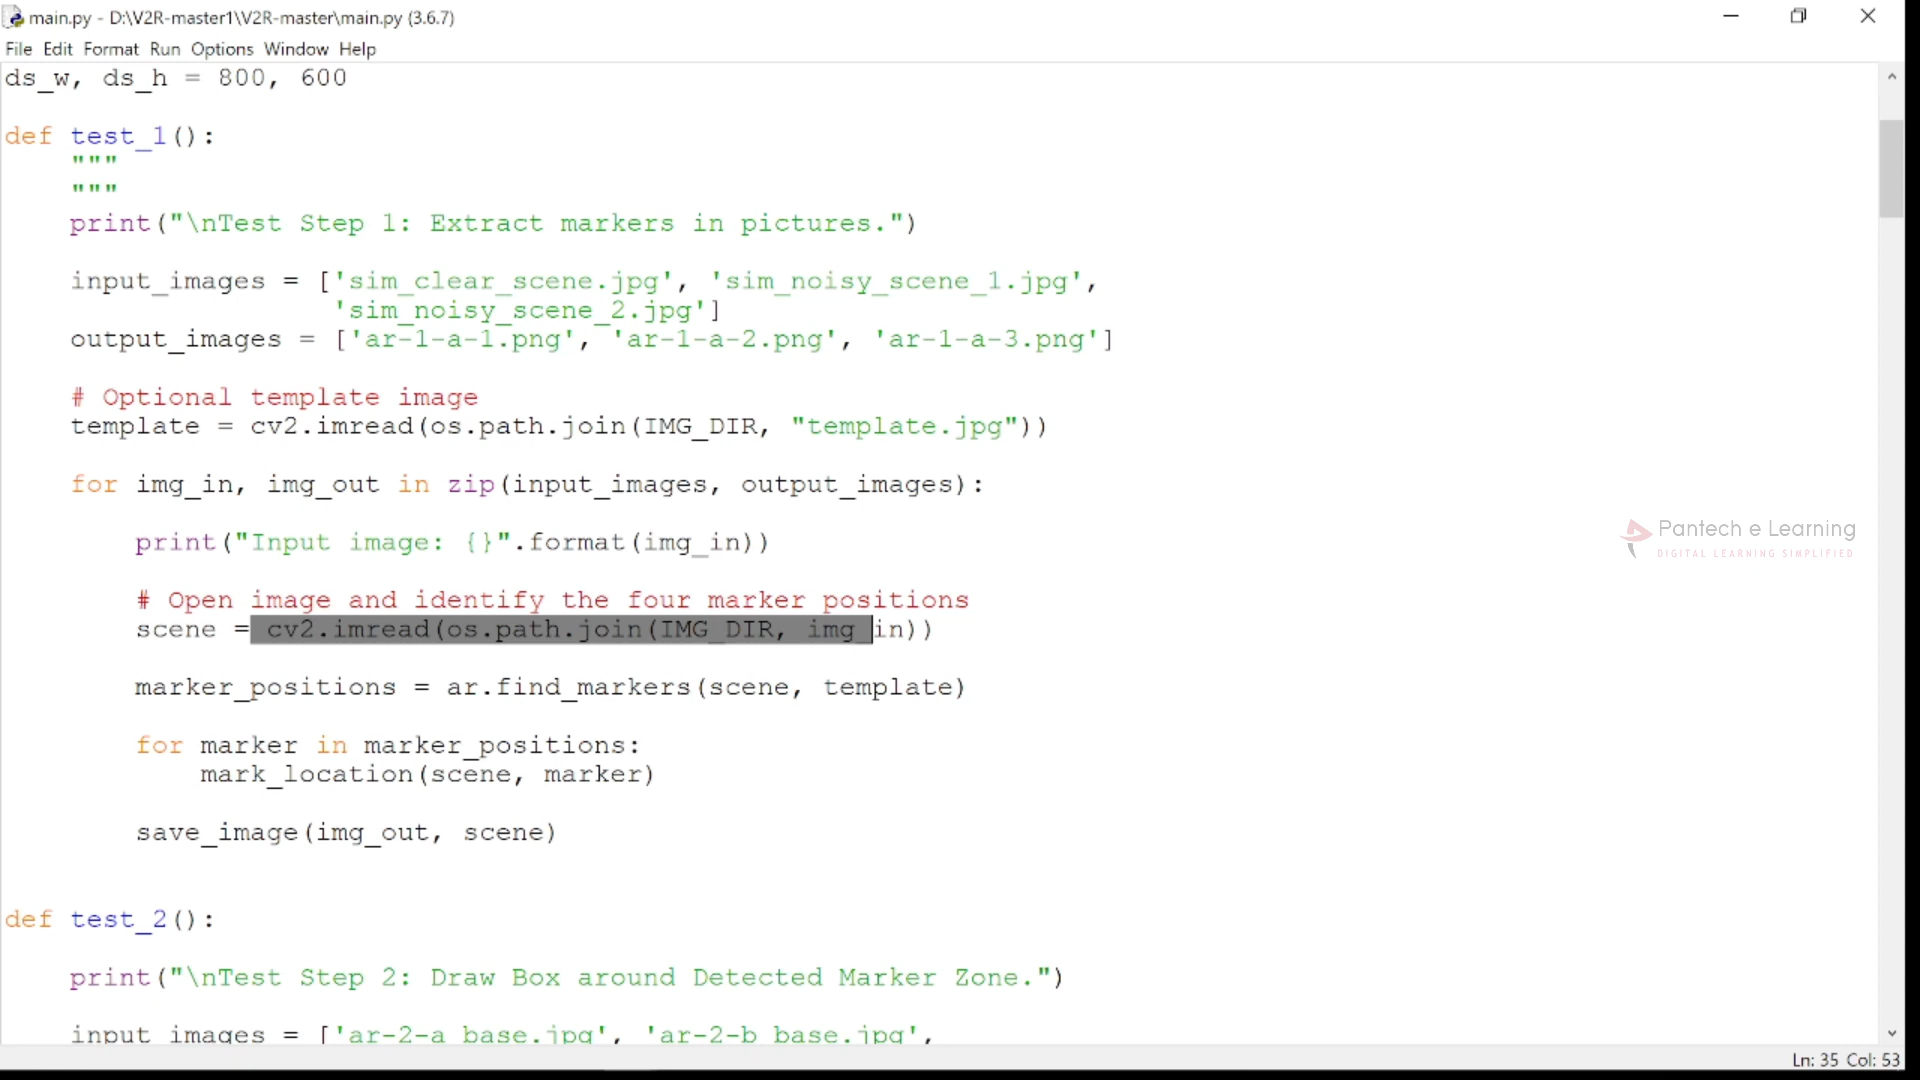 main.py - D:\V2R-master1\V2R-master\main.py (3.6.7)
File Edit Format Run Options Window Help
ds_w, ds_h = 800, 600
def test_1():
    """
    """
    print("\nTest Step 1: Extract markers in pictures.")
    input_images = ['sim_clear_scene.jpg', 'sim_noisy_scene_1.jpg',
                    'sim_noisy_scene_2.jpg']
    output_images = ['ar-1-a-1.png', 'ar-1-a-2.png', 'ar-1-a-3.png']
    # Optional template image
    template = cv2.imread(os.path.join(IMG_DIR, "template.jpg"))
    for img_in, img_out in zip(input_images, output_images):
        print("Input image: {}".format(img_in))
        # Open image and identify the four marker positions
        scene = cv2.imread(os.path.join(IMG_DIR, img_in))
        marker_positions = ar.find_markers(scene, template)
        for marker in marker_positions:
            mark_location(scene, marker)
        save_image(img_out, scene)
def test_2():
    print("\nTest Step 2: Draw Box around Detected Marker Zone.")
    input_images = ['ar-2-a_base.jpg', 'ar-2-b_base.jpg',
Pantech e Learning
DIGITAL LEARNING SIMPLIFIED
Ln: 35 Col: 53